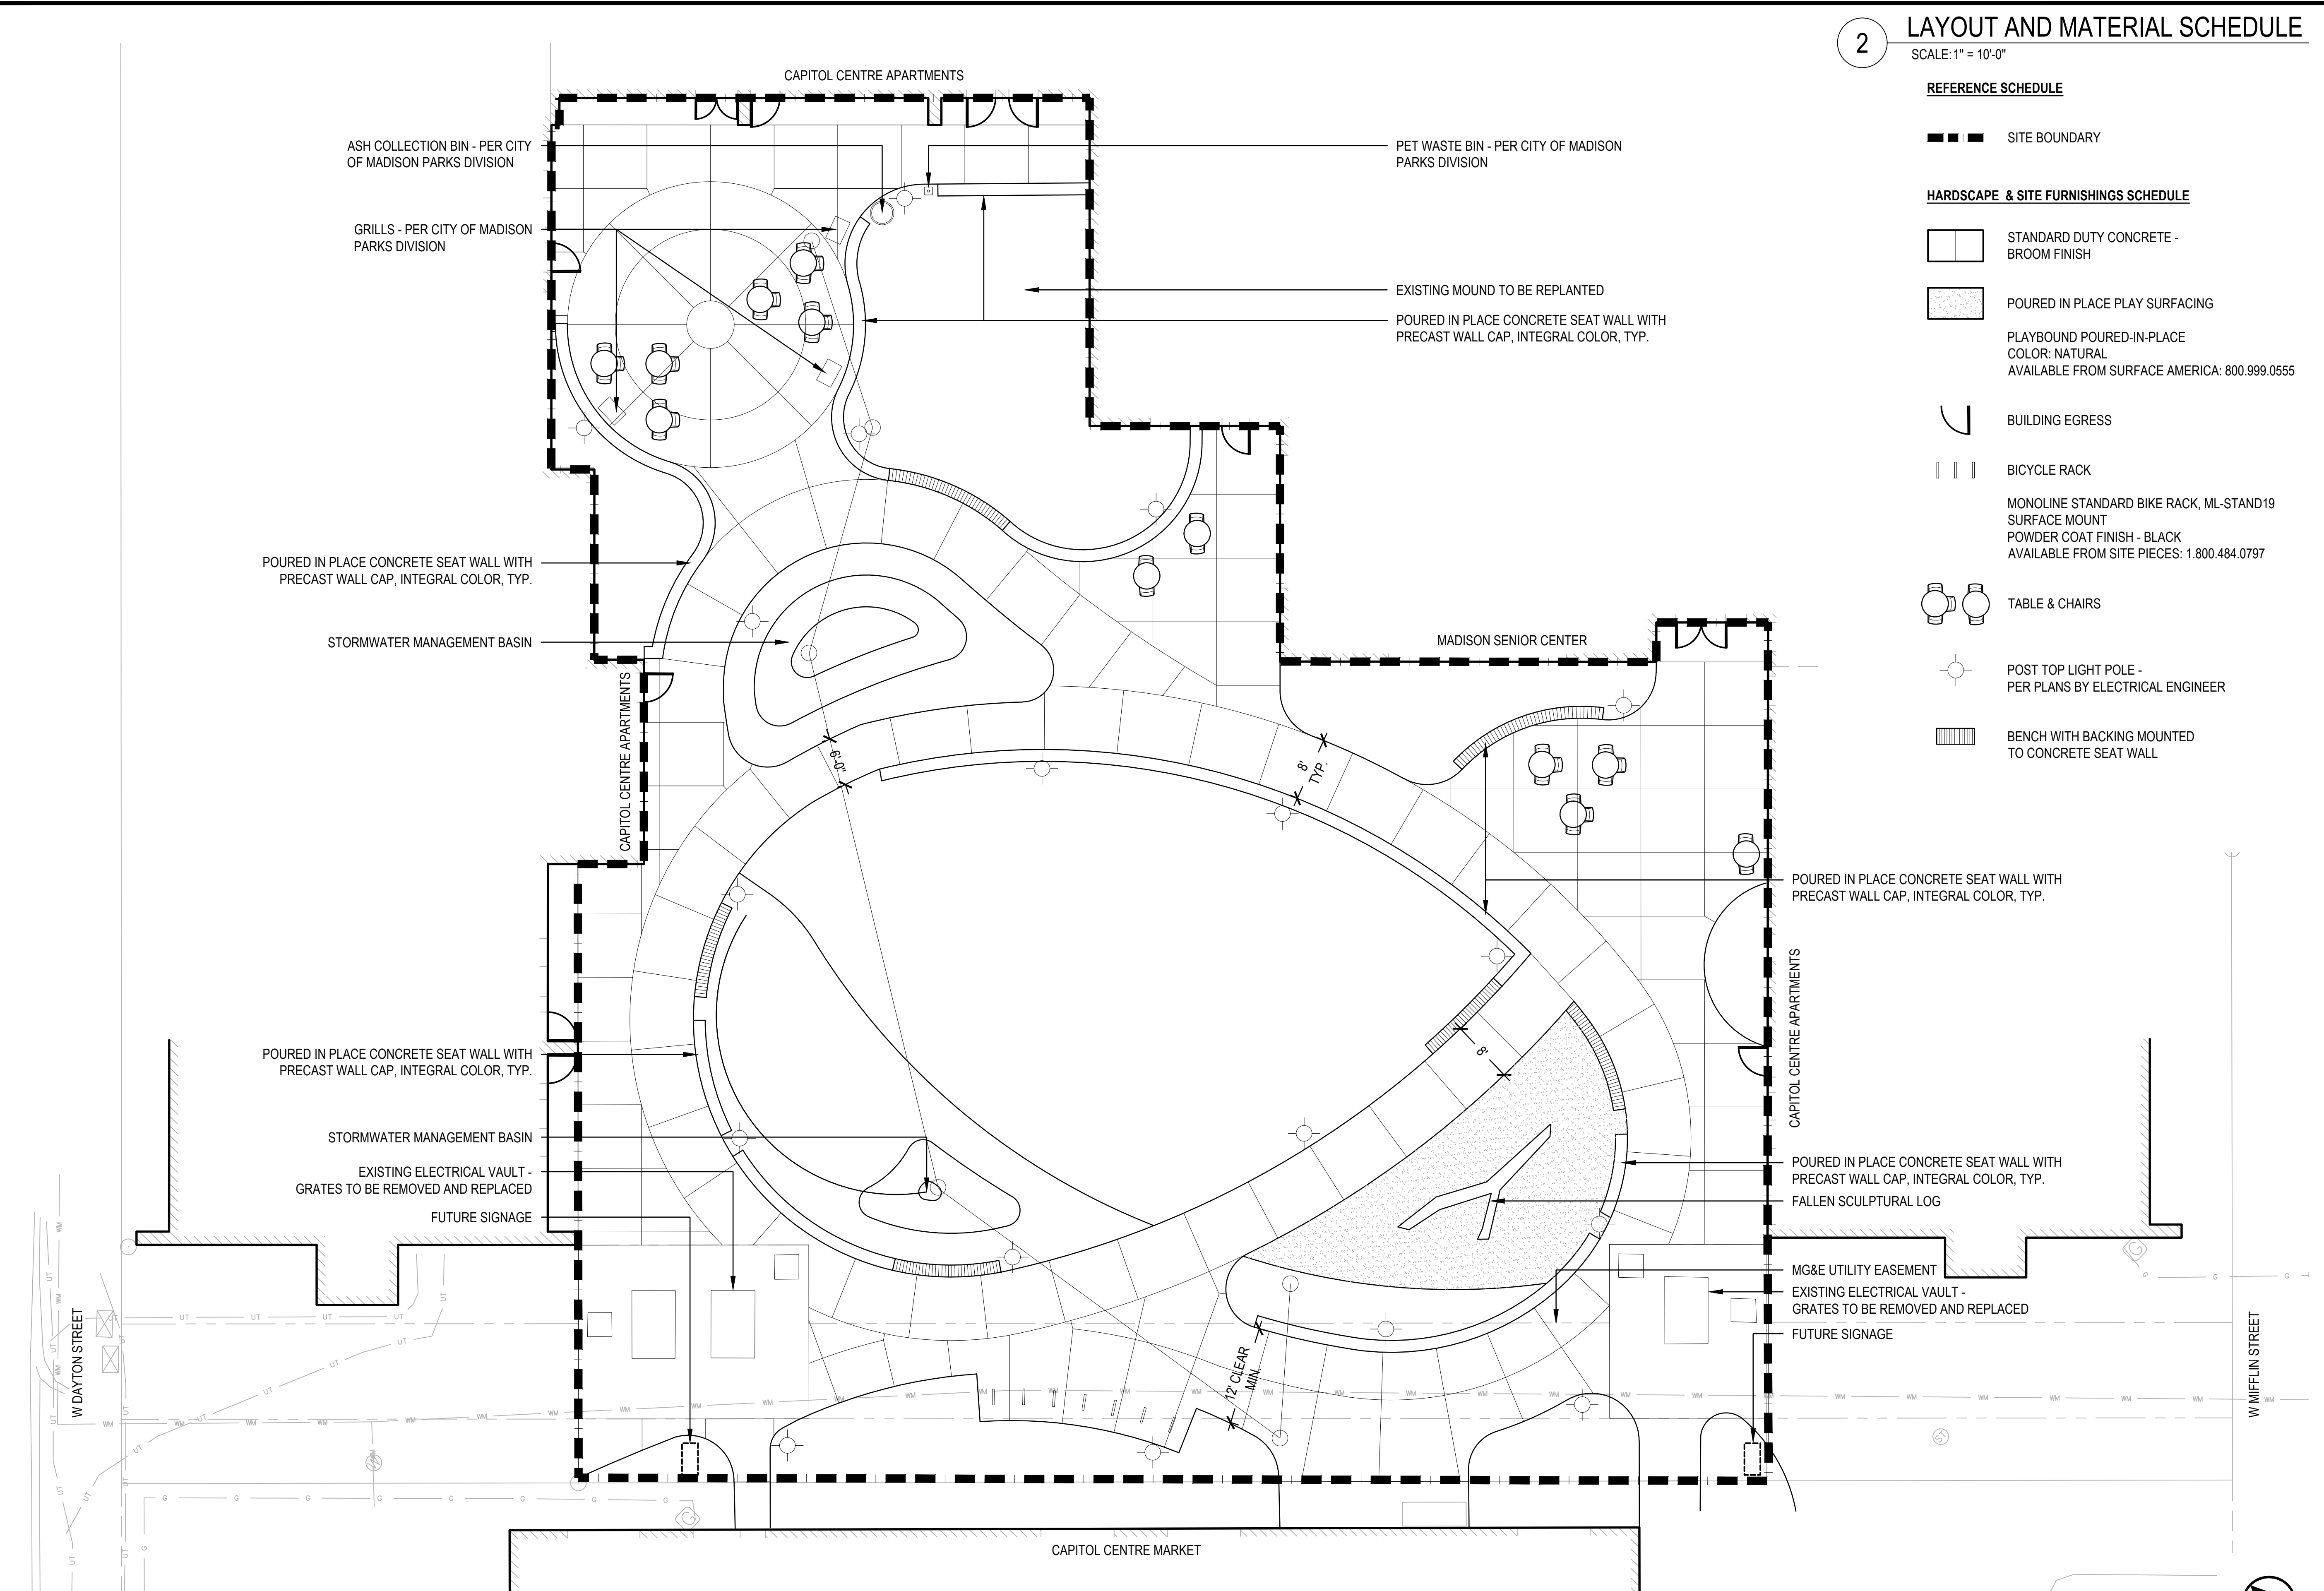 2
LAYOUT AND MATERIAL SCHEDULE
SCALE: 1" = 10'-0"
REFERENCE SCHEDULE
SITE BOUNDARY
HARDSCAPE & SITE FURNISHINGS SCHEDULE
STANDARD DUTY CONCRETE -
BROOM FINISH
POURED IN PLACE PLAY SURFACING
PLAYBOUND POURED-IN-PLACE
COLOR: NATURAL
AVAILABLE FROM SURFACE AMERICA: 800.999.0555
BUILDING EGRESS
BICYCLE RACK
MONOLINE STANDARD BIKE RACK, ML-STAND19
SURFACE MOUNT
POWDER COAT FINISH - BLACK
AVAILABLE FROM SITE PIECES: 1.800.484.0797
TABLE & CHAIRS
POST TOP LIGHT POLE -
PER PLANS BY ELECTRICAL ENGINEER
BENCH WITH BACKING MOUNTED
TO CONCRETE SEAT WALL
CAPITOL CENTRE APARTMENTS
ASH COLLECTION BIN - PER CITY
OF MADISON PARKS DIVISION
GRILLS - PER CITY OF MADISON
PARKS DIVISION
PET WASTE BIN - PER CITY OF MADISON
PARKS DIVISION
EXISTING MOUND TO BE REPLANTED
POURED IN PLACE CONCRETE SEAT WALL WITH
PRECAST WALL CAP, INTEGRAL COLOR, TYP.
POURED IN PLACE CONCRETE SEAT WALL WITH
PRECAST WALL CAP, INTEGRAL COLOR, TYP.
STORMWATER MANAGEMENT BASIN
MADISON SENIOR CENTER
CAPITOL CENTRE APARTMENTS
6'-0"
8'
TYP.
POURED IN PLACE CONCRETE SEAT WALL WITH
PRECAST WALL CAP, INTEGRAL COLOR, TYP.
CAPITOL CENTRE APARTMENTS
8'
POURED IN PLACE CONCRETE SEAT WALL WITH
PRECAST WALL CAP, INTEGRAL COLOR, TYP.
STORMWATER MANAGEMENT BASIN
EXISTING ELECTRICAL VAULT -
GRATES TO BE REMOVED AND REPLACED
FUTURE SIGNAGE
POURED IN PLACE CONCRETE SEAT WALL WITH
PRECAST WALL CAP, INTEGRAL COLOR, TYP.
FALLEN SCULPTURAL LOG
MG&E UTILITY EASEMENT
EXISTING ELECTRICAL VAULT -
GRATES TO BE REMOVED AND REPLACED
FUTURE SIGNAGE
12' CLEAR
MIN.
W DAYTON STREET
W MIFFLIN STREET
CAPITOL CENTRE MARKET